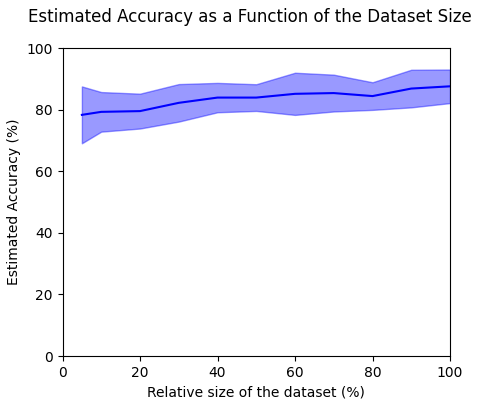 Estimated Accuracy as a Function of the Dataset Size
100
80
60
40
20
0
Estimated Accuracy (%)
0 20 40 60 80 100
Relative size of the dataset (%)